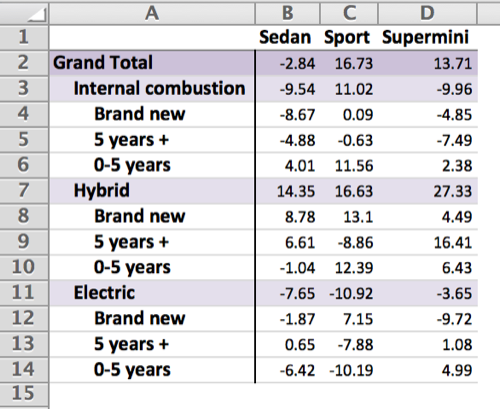 A B C D
1 Sedan Sport Supermini
2 Grand Total -2.84 16.73 13.71
3 Internal combustion -9.54 11.02 -9.96
4 Brand new -8.67 0.09 -4.85
5 5 years + -4.88 -0.63 -7.49
6 0-5 years 4.01 11.56 2.38
7 Hybrid 14.35 16.63 27.33
8 Brand new 8.78 13.1 4.49
9 5 years + 6.61 -8.86 16.41
10 0-5 years -1.04 12.39 6.43
11 Electric -7.65 -10.92 -3.65
12 Brand new -1.87 7.15 -9.72
13 5 years + 0.65 -7.88 1.08
14 0-5 years -6.42 -10.19 4.99
15